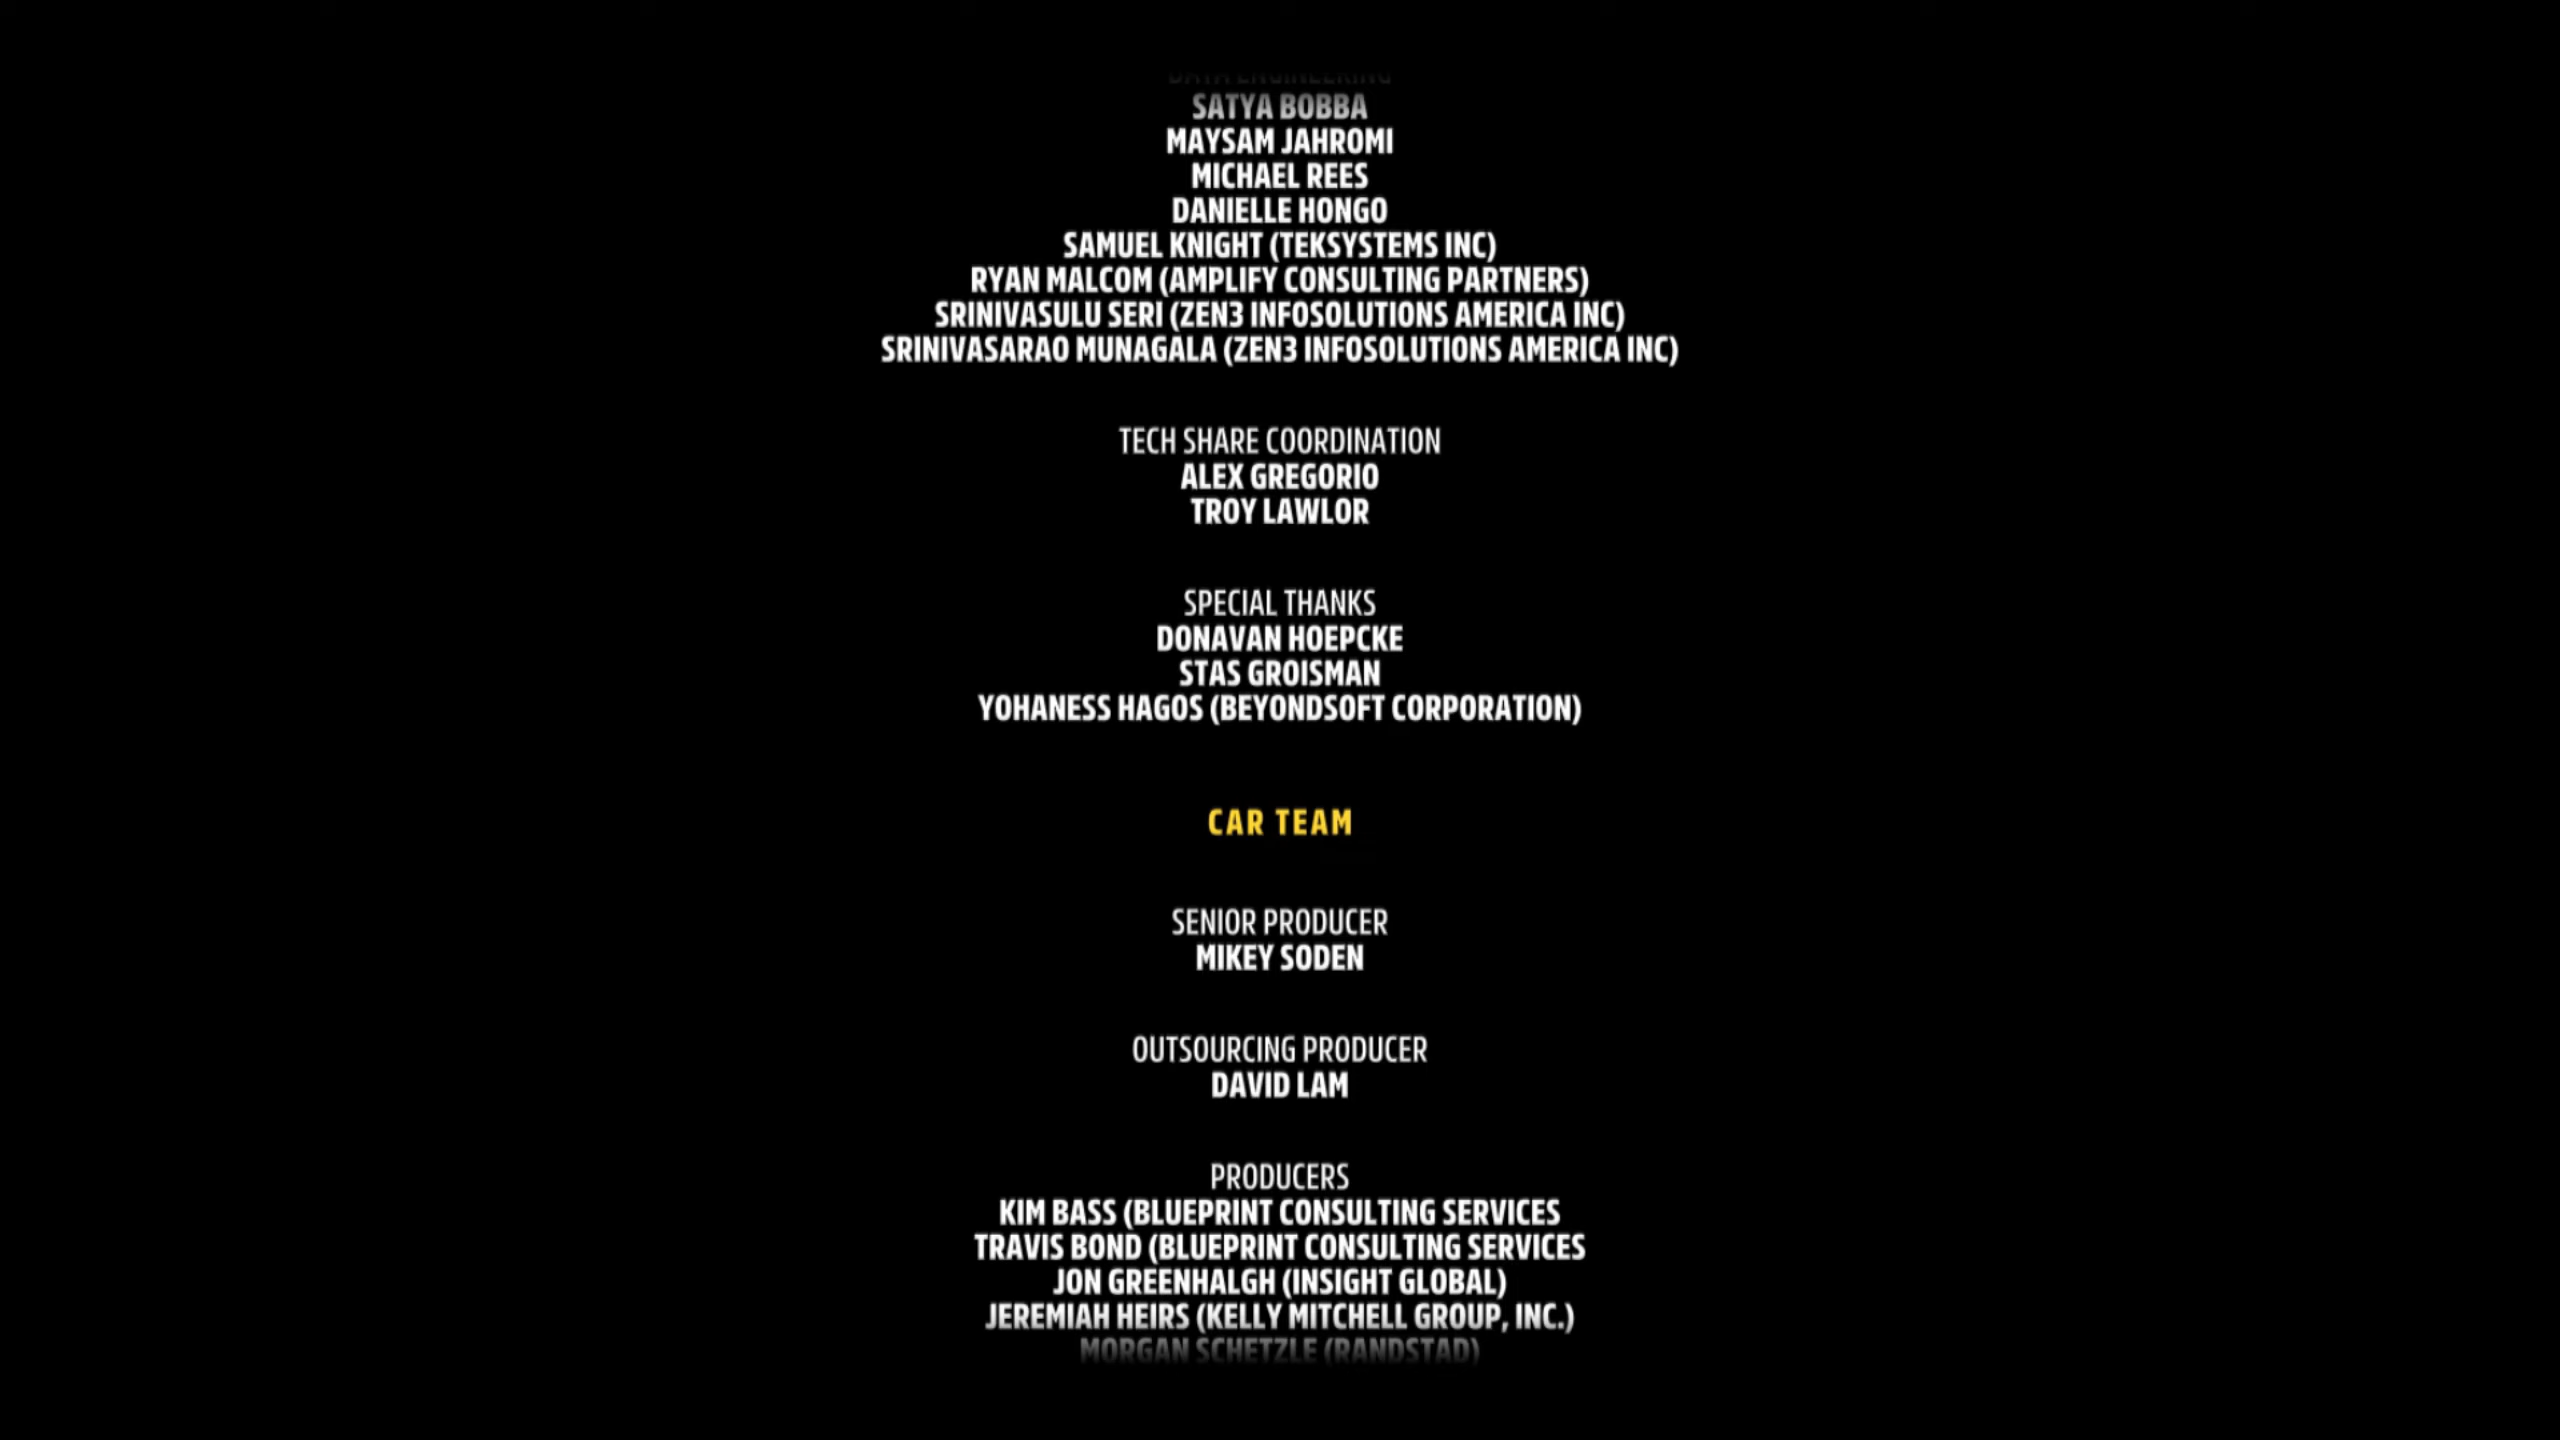 DATA ENGINEERING
SATYA BOBBA
MAYSAM JAHROMI
MICHAEL REES
DANIELLE HONGO
SAMUEL KNIGHT (TEKSYSTEMS INC)
RYAN MALCOM (AMPLIFY CONSULTING PARTNERS)
SRINIVASULU SERI (ZEN3 INFOSOLUTIONS AMERICA INC)
SRINIVASARAO MUNAGALA (ZEN3 INFOSOLUTIONS AMERICA INC)
TECH SHARE COORDINATION
ALEX GREGORIO
TROY LAWLOR
SPECIAL THANKS
DONAVAN HOEPCKE
STAS GROISMAN
YOHANESS HAGOS (BEYONDSOFT CORPORATION)
CAR TEAM
SENIOR PRODUCER
MIKEY SODEN
OUTSOURCING PRODUCER
DAVID LAM
PRODUCERS
KIM BASS (BLUEPRINT CONSULTING SERVICES
TRAVIS BOND (BLUEPRINT CONSULTING SERVICES
JON GREENHALGH (INSIGHT GLOBAL)
JEREMIAH HEIRS (KELLY MITCHELL GROUP, INC.)
MORGAN SCHETZLE (RANDSTAD)